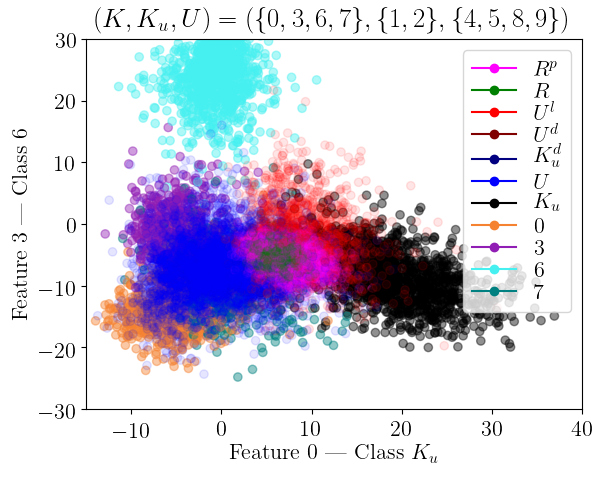 (K, K_u, U) = ({0, 3, 6, 7}, {1, 2}, {4, 5, 8, 9})
30
20
10
0
−10
−20
−30
Feature 3 — Class 6
R^p
R
U^l
U^d
K_u^d
U
K_u
0
3
6
7
−10 0 10 20 30 40
Feature 0 — Class K_u